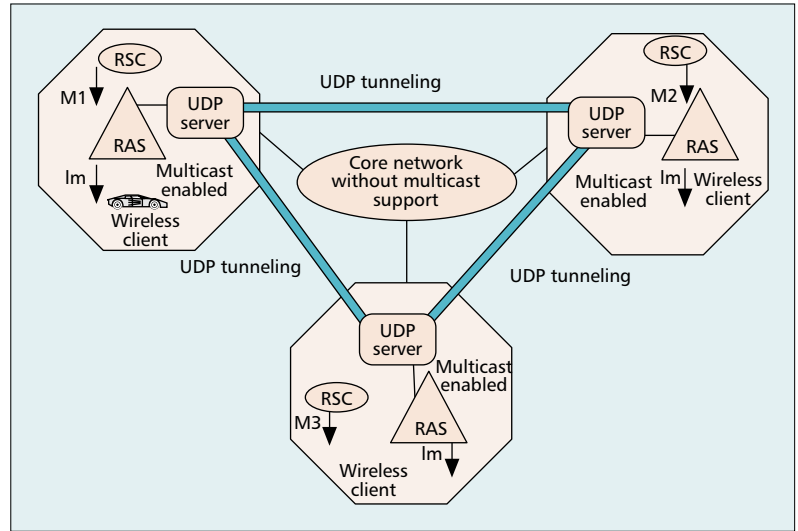 RSC
M1
UDP
server
RAS
Im
Multicast
enabled
Wireless
client
UDP tunneling
RSC
M2
UDP
server
RAS
Multicast
enabled
Im
Wireless
client
Core network
without multicast
support
UDP tunneling
UDP tunneling
UDP
server
Multicast
enabled
RSC
M3
RAS
Im
Wireless
client